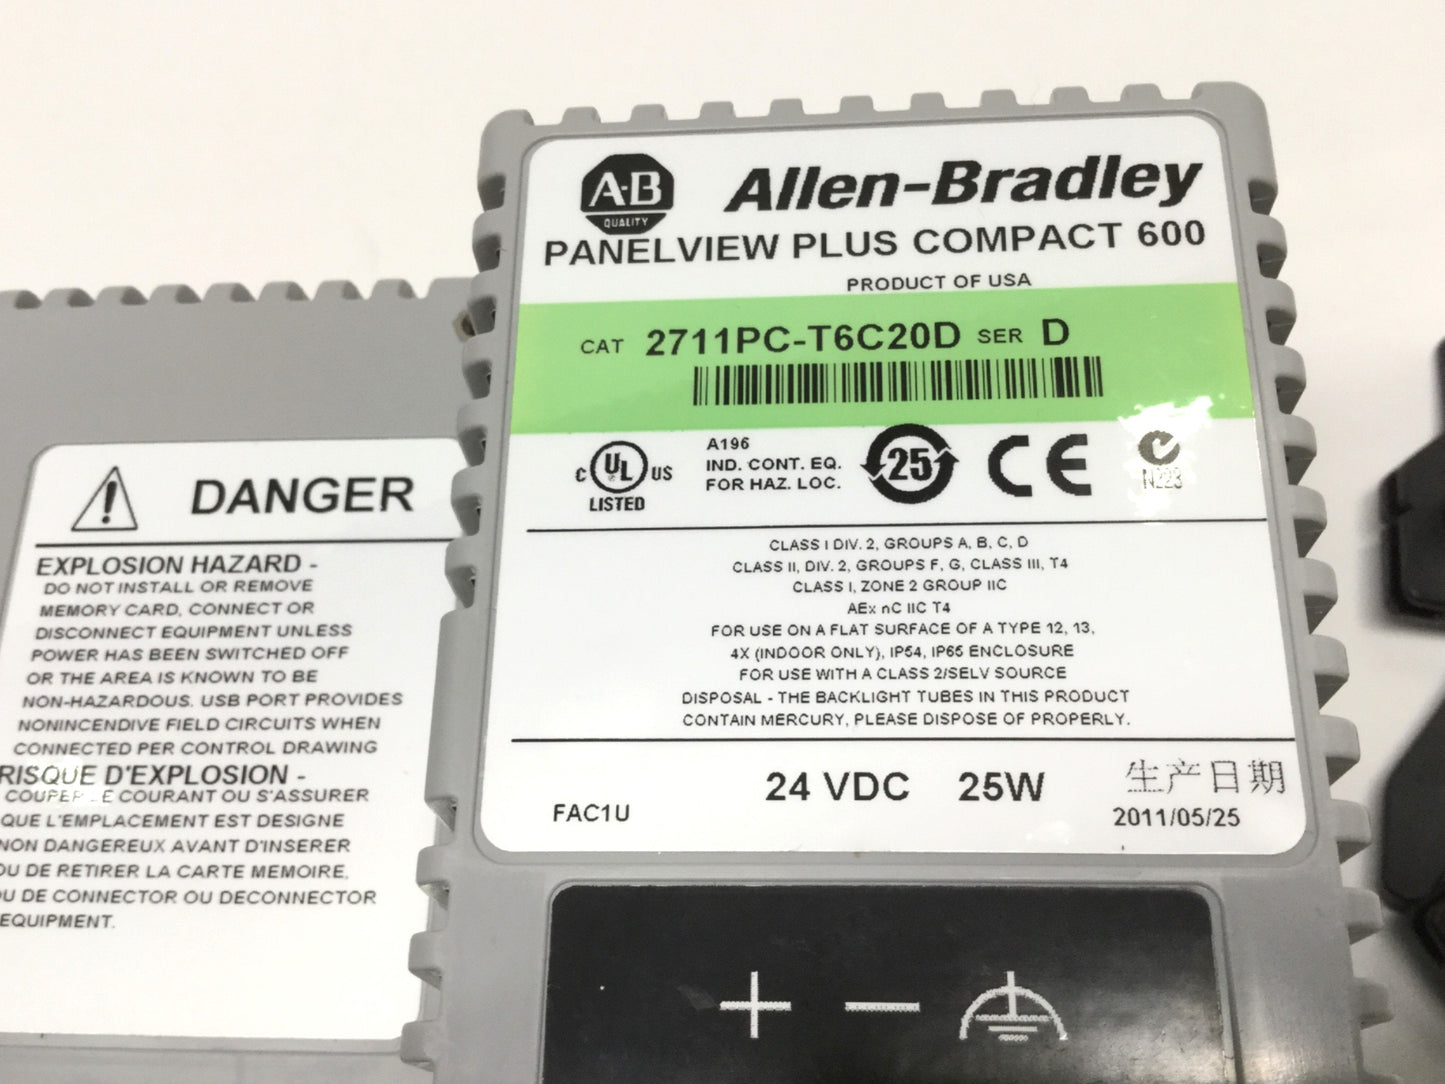 A·B
QUALITY
Allen-Bradley
PANELVIEW PLUS COMPACT 600
PRODUCT OF USA
CAT 2711PC-T6C20D SER D
C UL US
LISTED
A196
IND. CONT. EQ.
FOR HAZ. LOC.
25
CE
N223
CLASS I DIV. 2, GROUPS A, B, C, D
CLASS II, DIV. 2, GROUPS F, G, CLASS III, T4
CLASS I, ZONE 2 GROUP IIC
AEx nC IIC T4
FOR USE ON A FLAT SURFACE OF A TYPE 12, 13,
4X (INDOOR ONLY), IP54, IP65 ENCLOSURE
FOR USE WITH A CLASS 2/SELV SOURCE
DISPOSAL - THE BACKLIGHT TUBES IN THIS PRODUCT
CONTAIN MERCURY, PLEASE DISPOSE OF PROPERLY.
FAC1U
24 VDC 25W
生产日期
2011/05/25
+ −
DANGER
EXPLOSION HAZARD -
DO NOT INSTALL OR REMOVE
MEMORY CARD, CONNECT OR
DISCONNECT EQUIPMENT UNLESS
POWER HAS BEEN SWITCHED OFF
OR THE AREA IS KNOWN TO BE
NON-HAZARDOUS. USB PORT PROVIDES
NONINCENDIVE FIELD CIRCUITS WHEN
CONNECTED PER CONTROL DRAWING
RISQUE D'EXPLOSION -
COUPER LE COURANT OU S'ASSURER
QUE L'EMPLACEMENT EST DESIGNE
NON DANGEREUX AVANT D'INSERER
OU DE RETIRER LA CARTE MEMOIRE,
OU DE CONNECTOR OU DECONNECTOR
EQUIPMENT.